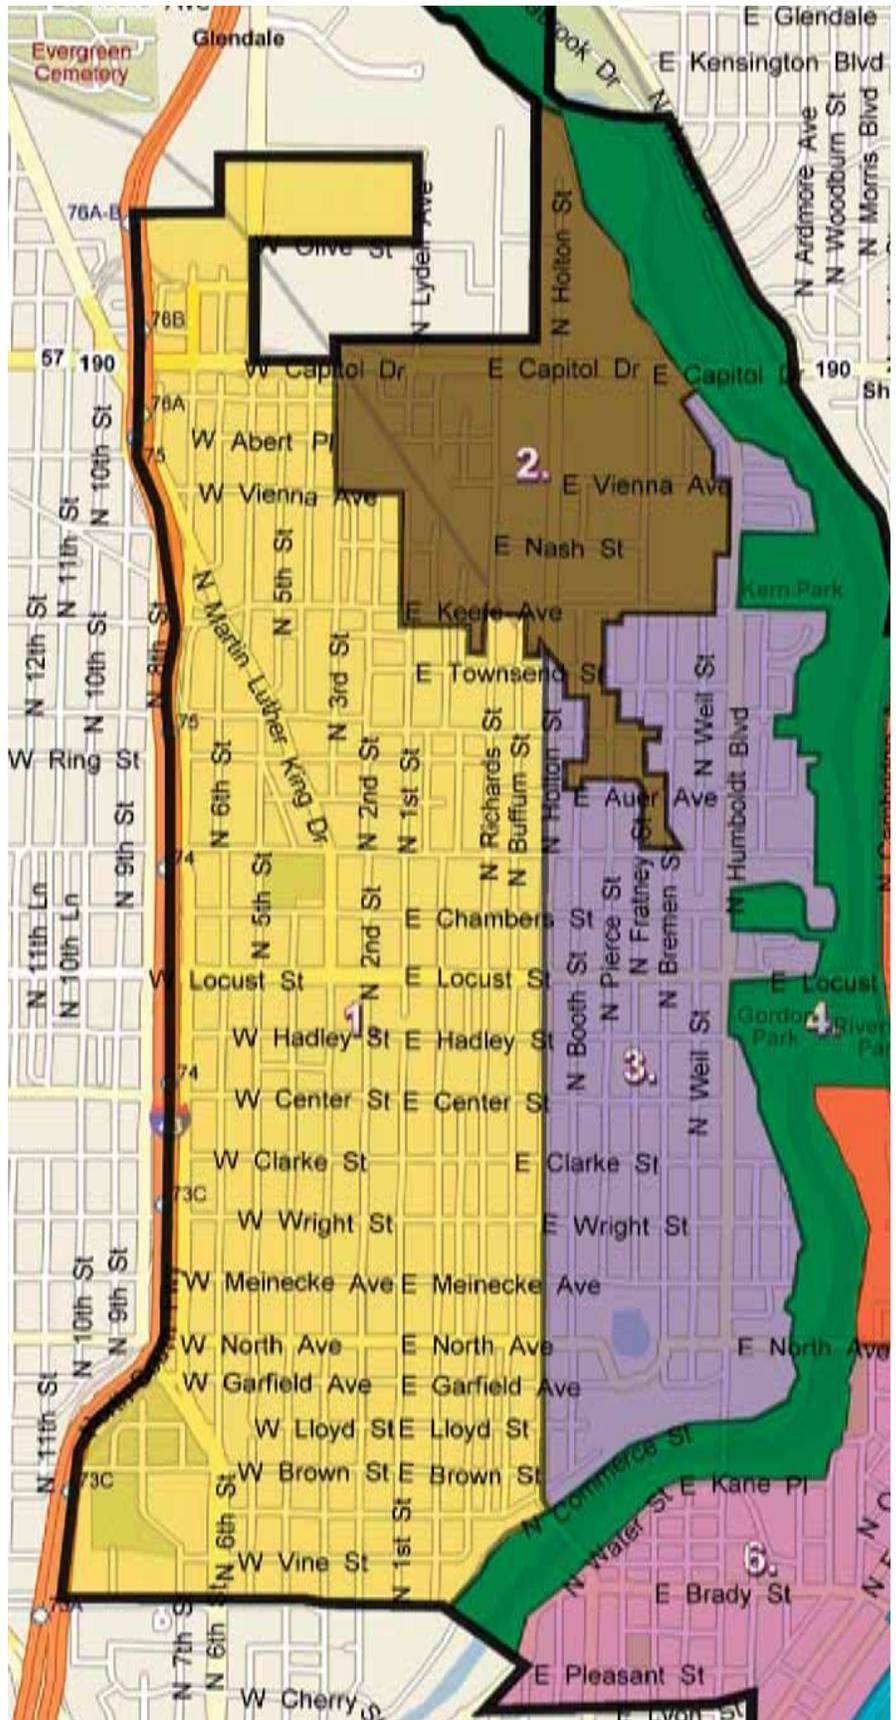 Ave
E Glendale
Glendale
Evergreen
Cemetery
E Kensington Blvd
N Ardmore Ave
N Woodburn St
N Morris Blvd
76A-B
N Holton St
W Olive St
N Lyden Ave
76B
57
190
W Capitol Dr
E Capitol Dr
E Capitol Dr
190
Sh
76A
N 10th St
W Abert Pl
75
2.
W Vienna Ave
E Vienna Ave
N 11th St
N 5th St
E Nash St
N Martin Luther King Dr
Kern Park
N 12th St
N 10th St
N 8th St
E Keefe Ave
N 3rd St
E Townsend St
N Weil St
75
W Ring St
N 6th St
N 2nd St
N 1st St
N Richards St
N Buffum St
N Holton St
N Humboldt Blvd
E Auer Ave
N 9th St
74
N 5th St
N 11th Ln
N 10th Ln
N 2nd St
E Chambers St
N Pierce St
N Fratney St
N Bremen St
W Locust St
E Locust St
E Locust
N Booth St
1
Gordon
Park
4.
River
Pa
W Hadley St
E Hadley St
3.
N Weil St
74
W Center St
E Center St
W Clarke St
E Clarke St
73C
W Wright St
E Wright St
N 10th St
N 9th St
W Meinecke Ave
E Meinecke Ave
W North Ave
E North Ave
E North Ave
W Garfield Ave
E Garfield Ave
N 11th St
W Lloyd St
E Lloyd St
N Commerce St
73C
W Brown St
E Brown St
E Kane Pl
N 6th St
N 1st St
N Water St
6.
W Vine St
E Brady St
73A
N 7th S
N 6th St
E Pleasant St
W Cherry S
E Lyon St